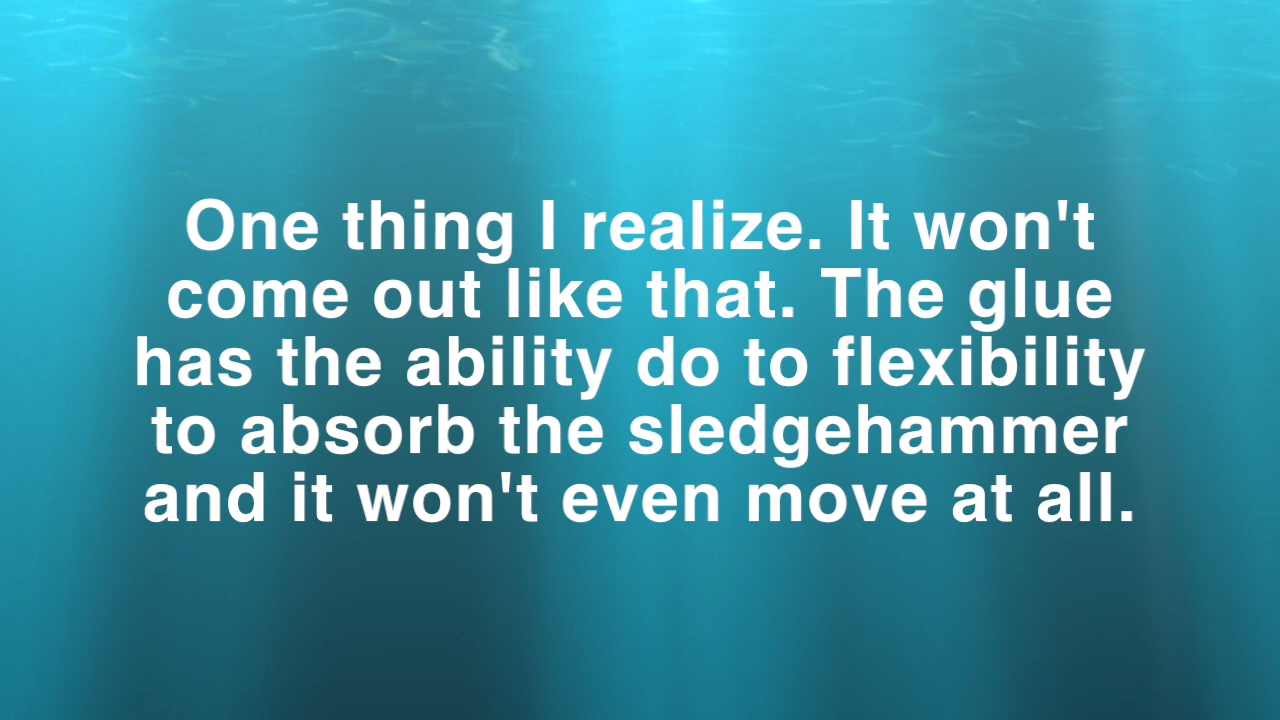 One thing I realize. It won't
come out like that. The glue
has the ability do to flexibility
to absorb the sledgehammer
and it won't even move at all.